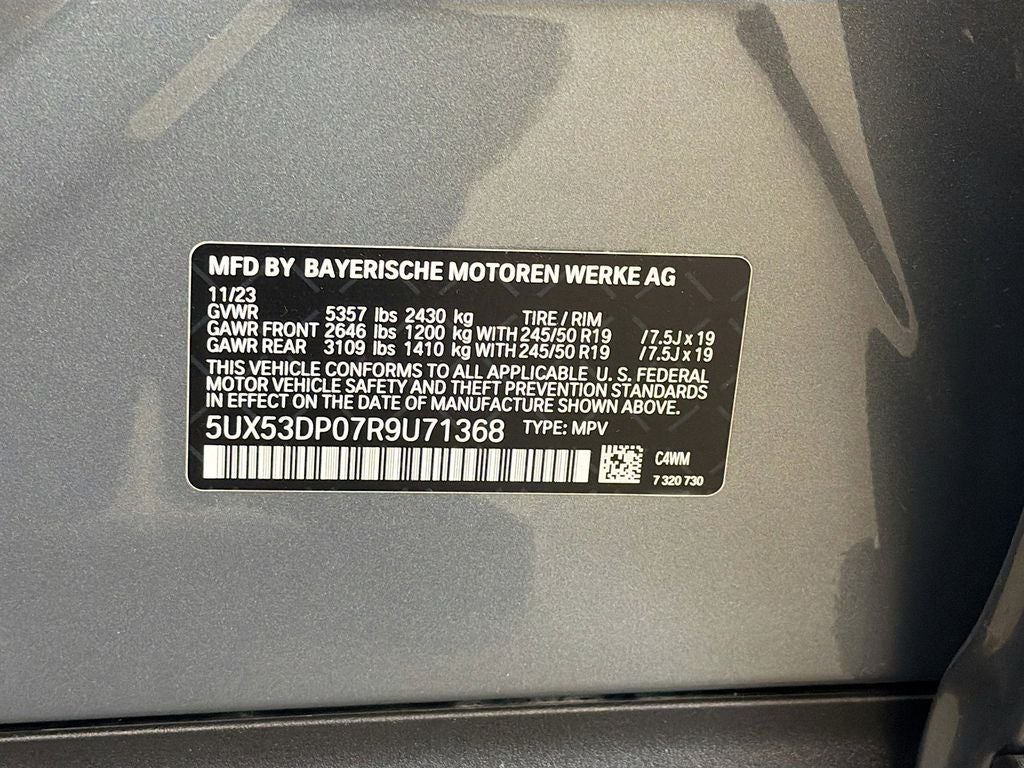 MFD BY BAYERISCHE MOTOREN WERKE AG
11/23
GVWR 5357 lbs 2430 kg TIRE / RIM
GAWR FRONT 2646 lbs 1200 kg WITH 245/50 R19 /7.5J x 19
GAWR REAR 3109 lbs 1410 kg WITH 245/50 R19 /7.5J x 19
THIS VEHICLE CONFORMS TO ALL APPLICABLE U. S. FEDERAL
MOTOR VEHICLE SAFETY AND THEFT PREVENTION STANDARDS
IN EFFECT ON THE DATE OF MANUFACTURE SHOWN ABOVE.
5UX53DP07R9U71368 TYPE: MPV
C4WM
7 320 730